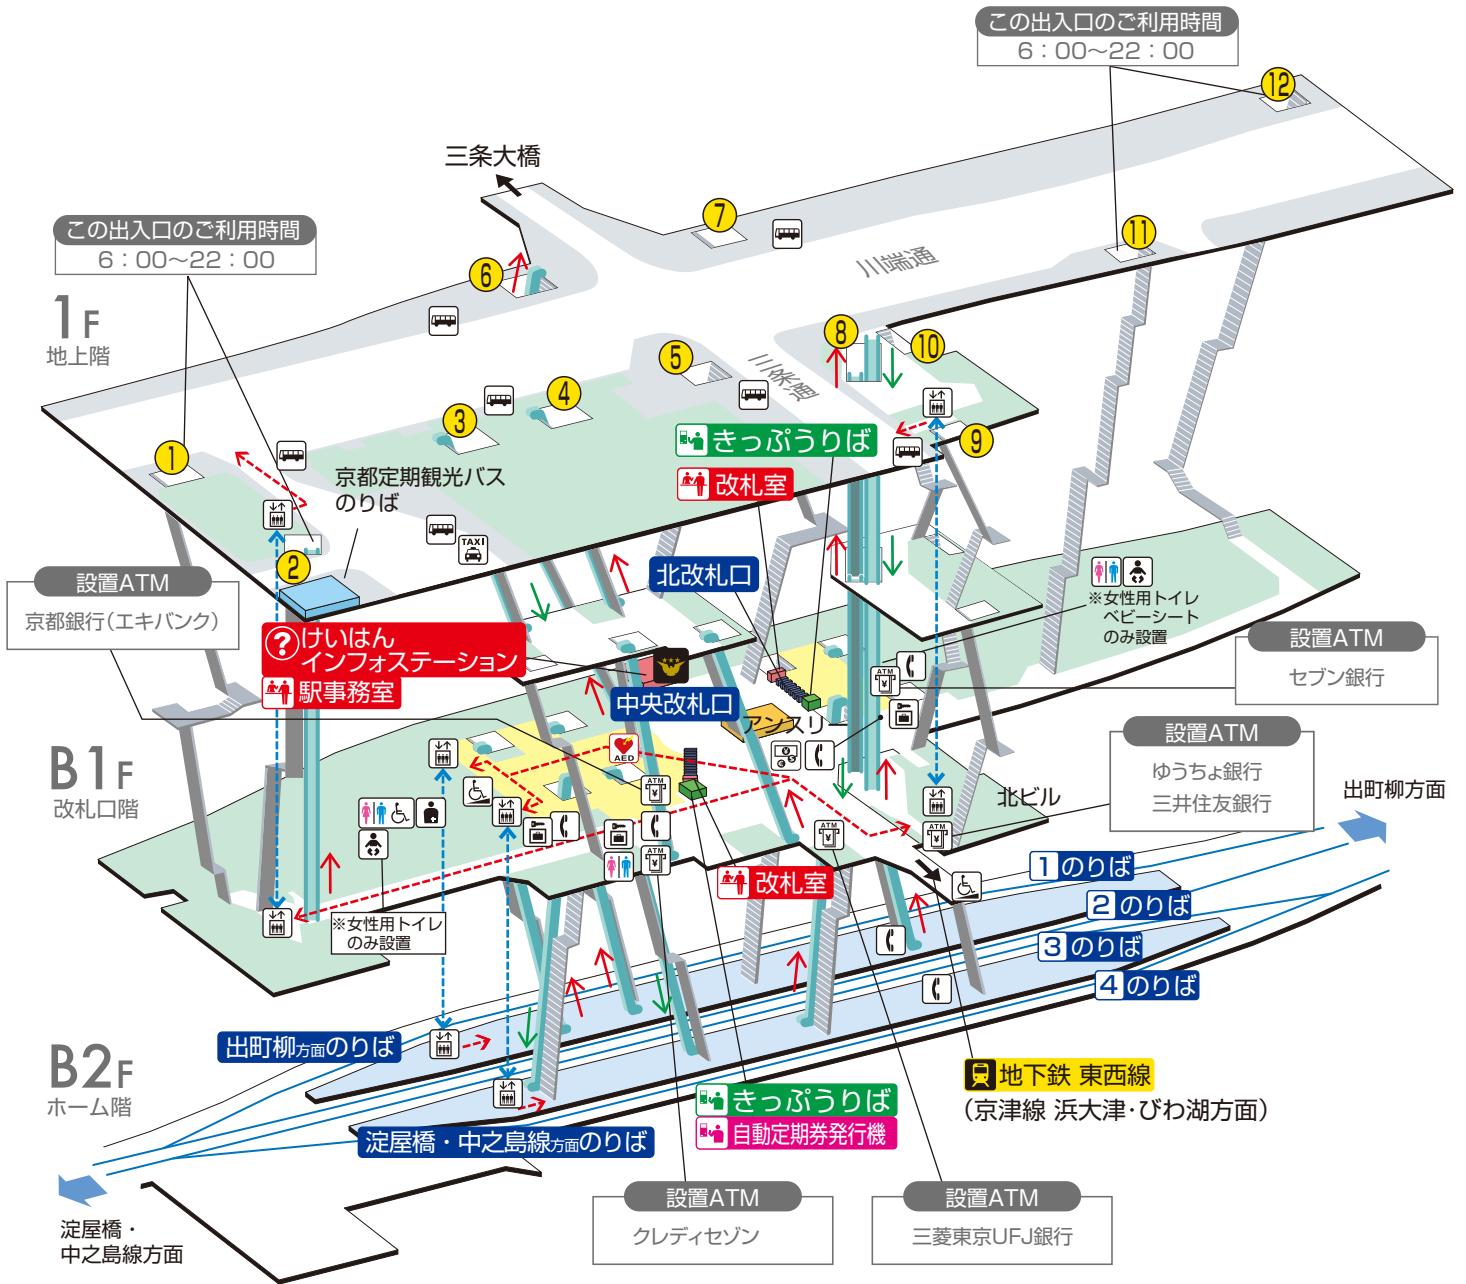 この出入口のご利用時間
6：00～22：00
⑫
三条大橋
⑦
⑪
川端通
この出入口のご利用時間
6：00～22：00
⑥
1F
地上階
⑧
⑩
⑤
三条通
④
③
①
⑨
きっぷうりば
改札室
京都定期観光バス
のりば
TAXI
②
北改札口
設置ATM
京都銀行（エキバンク）
※女性用トイレ
ベビーシート
のみ設置
? けいはん
インフォステーション
駅事務室
中央改札口
設置ATM
セブン銀行
ATM
¥
アンスリー
B1F
改札口階
AED
ATM
¥
設置ATM
ゆうちょ銀行
三井住友銀行
北ビル
出町柳方面
ATM
¥
ATM
¥
ATM
¥
改札室
1 のりば
2 のりば
3 のりば
4 のりば
※女性用トイレ
のみ設置
出町柳方面のりば
B2F
ホーム階
地下鉄 東西線
（京津線 浜大津・びわ湖方面）
きっぷうりば
自動定期券発行機
淀屋橋・中之島線方面のりば
設置ATM
クレディセゾン
設置ATM
三菱東京UFJ銀行
淀屋橋・
中之島線方面